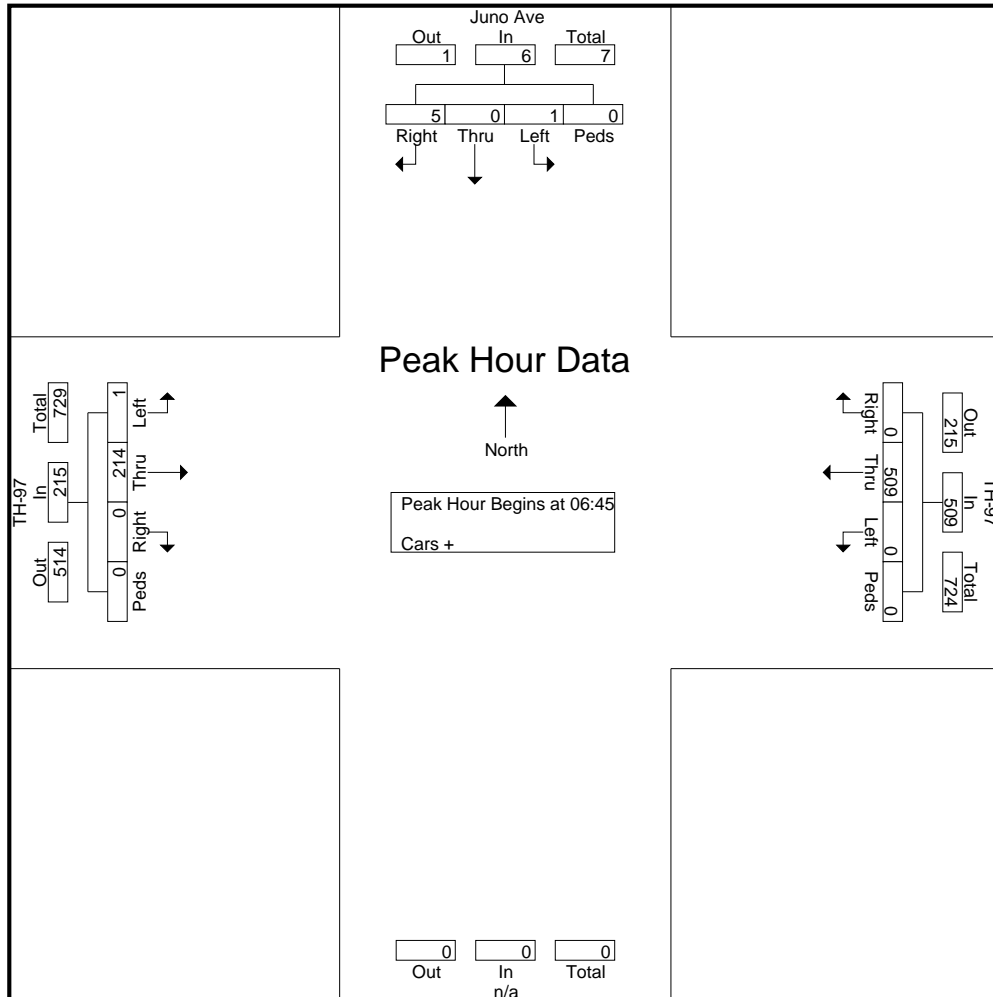 Juno Ave
Out In Total
1 6 7
5 0 1 0
Right Thru Left Peds
Peak Hour Data
North
Peak Hour Begins at 06:45
Cars +
TH-97
Out In Total
514 215 729
Left Thru Right Peds
1 214 0 0
TH-97
Out In Total
215 509 724
Right Thru Left Peds
0 509 0 0
0 0 0
Out In Total
n/a